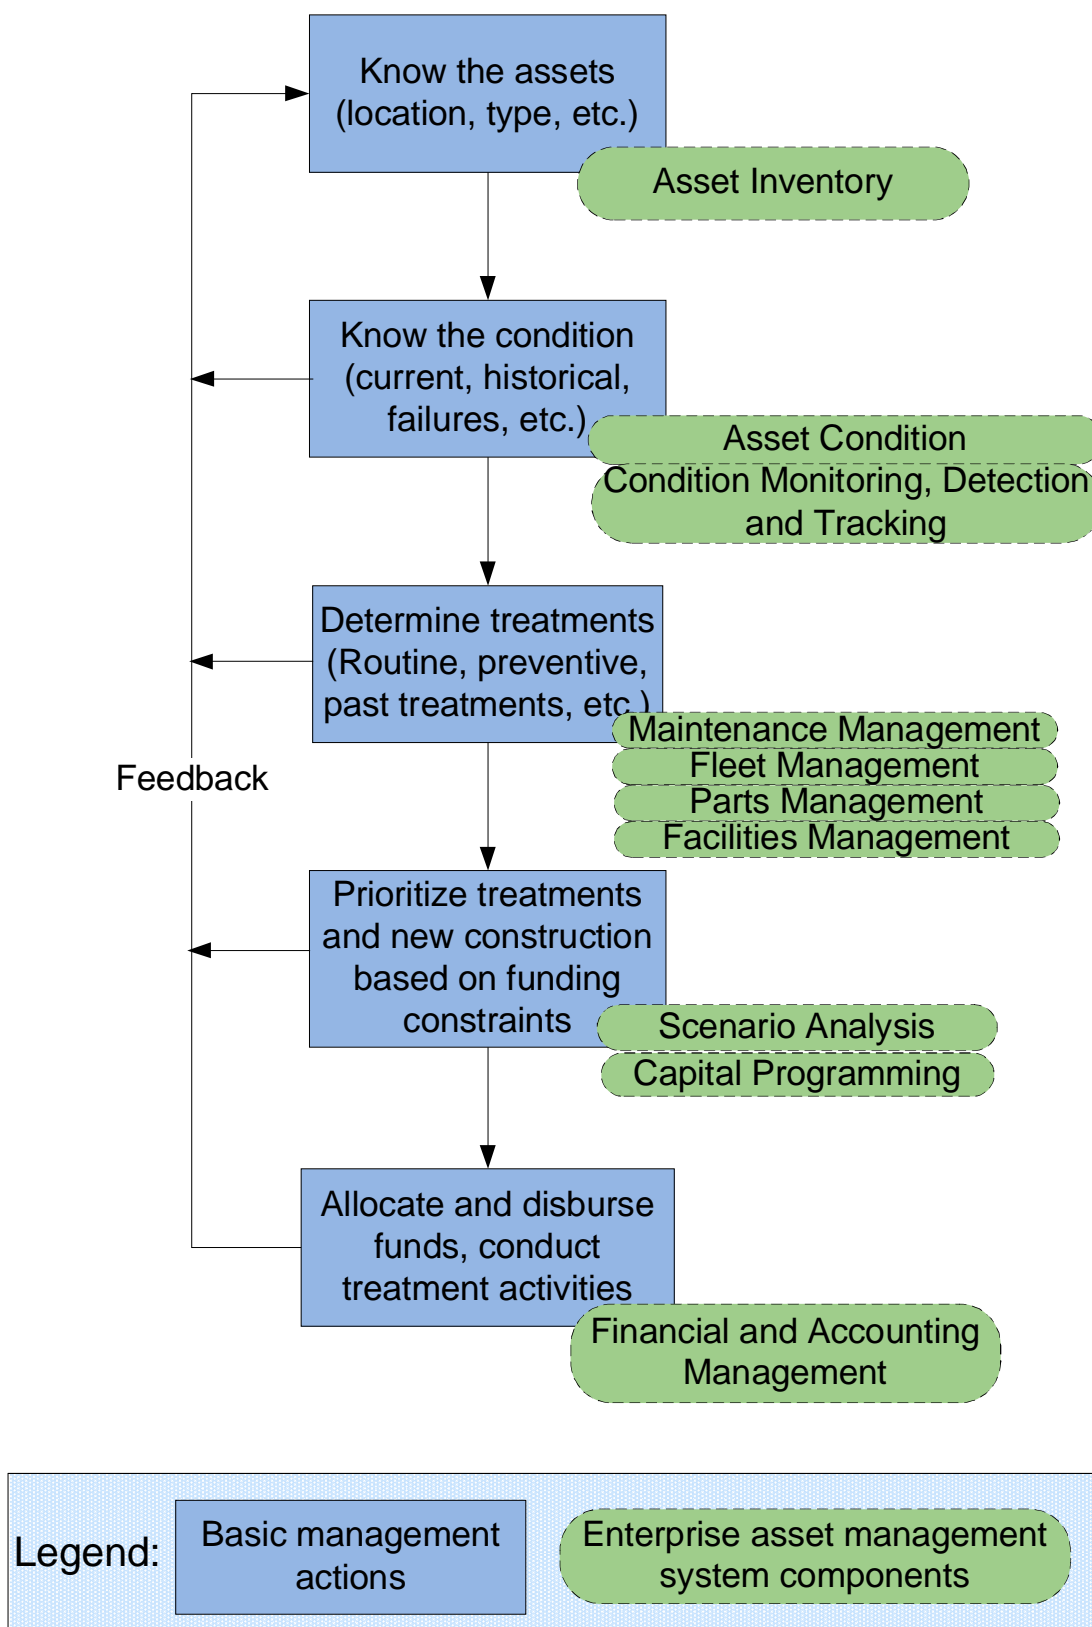 Know the assets
(location, type, etc.)
Asset Inventory
Know the condition
(current, historical,
failures, etc.)
Asset Condition
Condition Monitoring, Detection
and Tracking
Determine treatments
(Routine, preventive,
past treatments, etc.)
Maintenance Management
Fleet Management
Parts Management
Facilities Management
Feedback
Prioritize treatments
and new construction
based on funding
constraints
Scenario Analysis
Capital Programming
Allocate and disburse
funds, conduct
treatment activities
Financial and Accounting
Management
Legend:
Basic management
actions
Enterprise asset management
system components